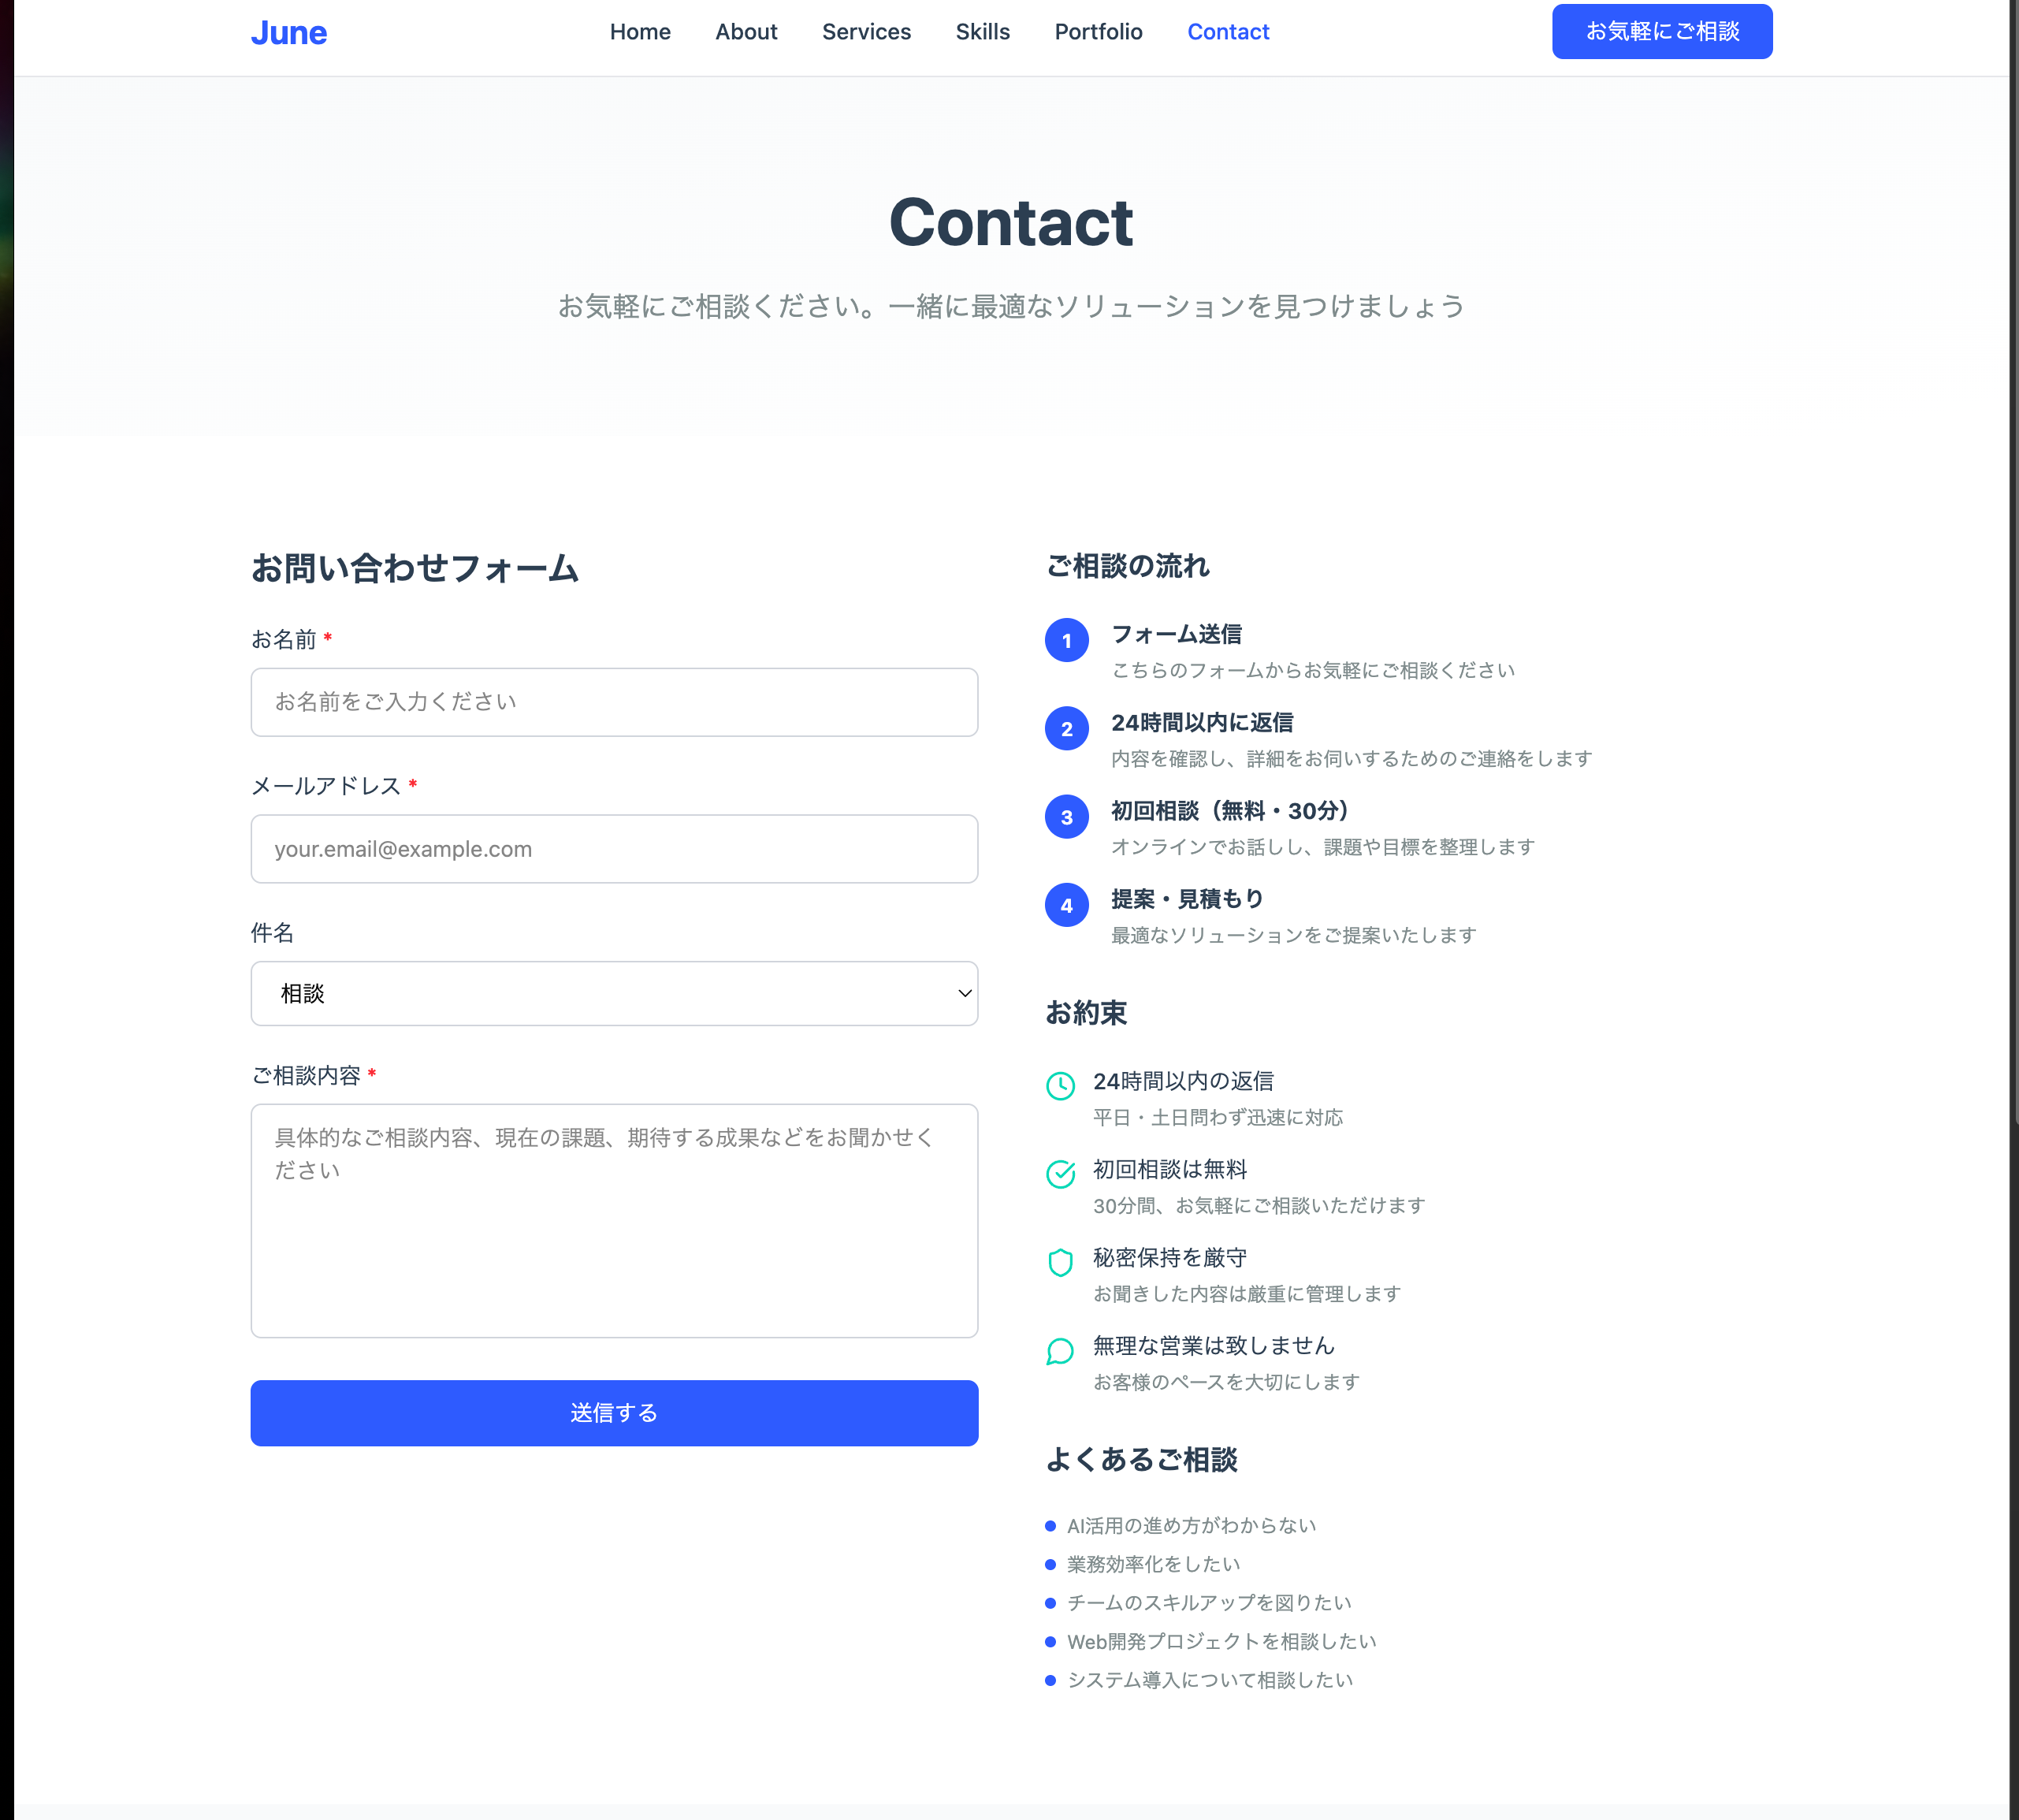 June
Home
About
Services
Skills
Portfolio
Contact
お気軽にご相談
Contact
お気軽にご相談ください。一緒に最適なソリューションを見つけましょう
お問い合わせフォーム
お名前 *
お名前をご入力ください
メールアドレス *
your.email@example.com
件名
相談
ご相談内容 *
具体的なご相談内容、現在の課題、期待する成果などをお聞かせく
ださい
送信する
ご相談の流れ
1
フォーム送信
こちらのフォームからお気軽にご相談ください
2
24時間以内に返信
内容を確認し、詳細をお伺いするためのご連絡をします
3
初回相談（無料・30分）
オンラインでお話しし、課題や目標を整理します
4
提案・見積もり
最適なソリューションをご提案いたします
お約束
24時間以内の返信
平日・土日問わず迅速に対応
初回相談は無料
30分間、お気軽にご相談いただけます
秘密保持を厳守
お聞きした内容は厳重に管理します
無理な営業は致しません
お客様のペースを大切にします
よくあるご相談
AI活用の進め方がわからない
業務効率化をしたい
チームのスキルアップを図りたい
Web開発プロジェクトを相談したい
システム導入について相談したい